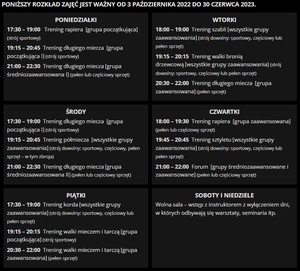 PONIŻSZY ROZKŁAD ZAJĘĆ JEST WAŻNY OD 3 PAŹDZIERNIKA 2022 DO 30 CZERWCA 2023.
PONIEDZIAŁKI
17:30 – 19:00 Trening rapiera [grupa początkująca]
(strój sportowy)
19:15 – 20:45 Trening długiego miecza [grupa
początkująca I] (strój sportowy)
21:00 – 22:30 Trening długiego miecza [grupa
średniozaawansowana I] (pełen lub częściowy sprzęt)
WTORKI
18:00 – 19:00 Trening szabli [wszystkie grupy
zaawansowania] (strój dowolny: sportowy, częściowy lub
pełen sprzęt)
19:15 – 20:15 Trening walki bronią
drzewcową [wszystkie grupy zaawansowania] (strój
dowolny: sportowy, częściowy lub pełen sprzęt)
20:30 – 22:00 Trening długiego miecza [grupa
zaawansowana] (pełen sprzęt)
ŚRODY
17:30 – 19:00 Trening długiego miecza [grupa
początkująca II] (strój sportowy)
19:15 – 20:45 Trening półmiecza [wszystkie grupy
zaawansowania] (strój dowolny: sportowy, częściowy, pełen
sprzęt - w tym zbroja)
21:00 – 22:30 Trening długiego miecza [grupa
średniozaawansowana II] (pełen lub częściowy sprzęt)
CZWARTKI
18:00 – 19:30 Trening rapiera [grupa zaawansowana]
(pełen lub częściowy sprzęt)
19:45 – 20:45 Trening sztyletu [wszystkie grupy
zaawansowania] (strój dowolny: sportowy, częściowy lub
pełen sprzęt)
21:00 – 22:00 Forum [grupy średniozaawansowane i
zaawansowane] (pełen lub częściowy sprzęt)
PIĄTKI
17:30 – 19:00 Trening korda [wszystkie grupy
zaawansowania] (strój dowolny: sportowy, częściowy lub
pełen sprzęt)
19:15 – 20:15 Trening walki mieczem i tarczą [grupa
początkująca] (strój sportowy)
20:30 – 22:00 Trening walki mieczem i tarczą [grupa
zaawansowana] (pełen sprzęt)
SOBOTY I NIEDZIELE
Wolna sala – wstęp z instruktorem z wyłączeniem dni,
w których odbywają się warsztaty, seminaria itp.